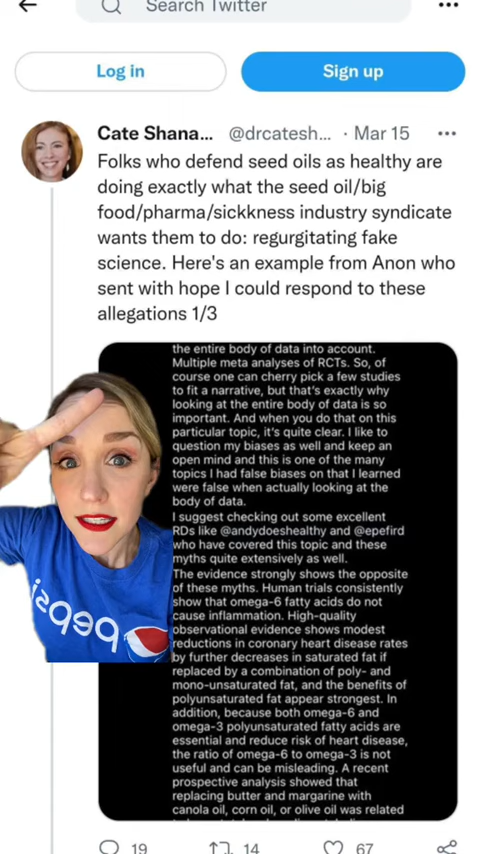 Search Twitter
Log in
Sign up
Cate Shana... @drcatesh... · Mar 15
Folks who defend seed oils as healthy are
doing exactly what the seed oil/big
food/pharma/sickkness industry syndicate
wants them to do: regurgitating fake
science. Here's an example from Anon who
sent with hope I could respond to these
allegations 1/3
the entire body of data into account.
Multiple meta analyses of RCTs. So, of
course one can cherry pick a few studies
to fit a narrative, but that's exactly why
looking at the entire body of data is so
important. And when you do that on this
particular topic, it's quite clear. I like to
question my biases as well and keep an
open mind and this is one of the many
topics I had false biases on that I learned
were false when actually looking at the
body of data.
I suggest checking out some excellent
RDs like @andydoeshealthy and @epefird
who have covered this topic and these
myths quite extensively as well.
The evidence strongly shows the opposite
of these myths. Human trials consistently
show that omega-6 fatty acids do not
cause inflammation. High-quality
observational evidence shows modest
reductions in coronary heart disease rates
by further decreases in saturated fat if
replaced by a combination of poly- and
mono-unsaturated fat, and the benefits of
polyunsaturated fat appear strongest. In
addition, because both omega-6 and
omega-3 polyunsaturated fatty acids are
essential and reduce risk of heart disease,
the ratio of omega-6 to omega-3 is not
useful and can be misleading. A recent
prospective analysis showed that
replacing butter and margarine with
canola oil, corn oil, or olive oil was related
pepsi
19
14
67